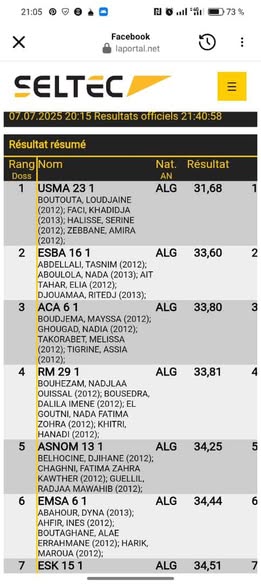 21:05
73 %
Facebook
laportal.net
SELTEC
07.07.2025 20:15 Resultats officiels 21:40:58
Résultat résumé
Rang Nom Nat. Résultat
Doss AN
1 USMA 23 1 ALG 31,68 1
BOUTOUTA, LOUDJAINE
(2012); FACI, KHADIDJA
(2013); HALISSE, SERINE
(2012); ZEBBANE, AMIRA
(2012);
2 ESBA 16 1 ALG 33,60 2
ABDELLALI, TASNIM (2012);
ABOULOLA, NADA (2013); AIT
TAHAR, ELIA (2012);
DJOUAMAA, RITEDJ (2013);
3 ACA 6 1 ALG 33,80 3
BOUDJEMA, MAYSSA (2012);
GHOUGAD, NADIA (2012);
TAKORABET, MELISSA
(2012); TIGRINE, ASSIA
(2012);
4 RM 29 1 ALG 33,81 4
BOUHEZAM, NADJLAA
OUISSAL (2012); BOUSEDRA,
DALILA IMENE (2012); EL
GOUTNI, NADA FATIMA
ZOHRA (2012); KHITRI,
HANADI (2012);
5 ASNOM 13 1 ALG 34,25 5
BELHOCINE, DJIHANE (2012);
CHAGHNI, FATIMA ZAHRA
KAWTHER (2012); GUELLIL,
RADJAA MAWAHIB (2012);
6 EMSA 6 1 ALG 34,44 6
ABAHOUR, DYNA (2013);
AHFIR, INES (2012);
BOUTAGHANE, ALAE
ERRAHMANE (2012); HARIK,
MAROUA (2012);
7 ESK 15 1 ALG 34,51 7